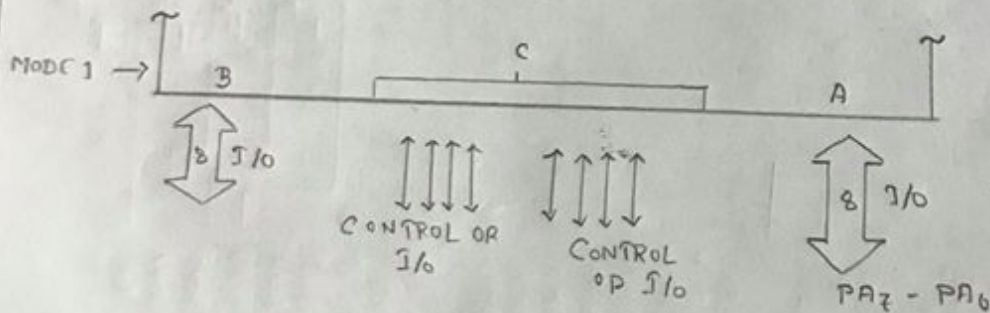 C
MODE 1 →
B
A
8 I/O
8 I/O
CONTROL OR
I/O
CONTROL
OR I/O
PA7 - PA0